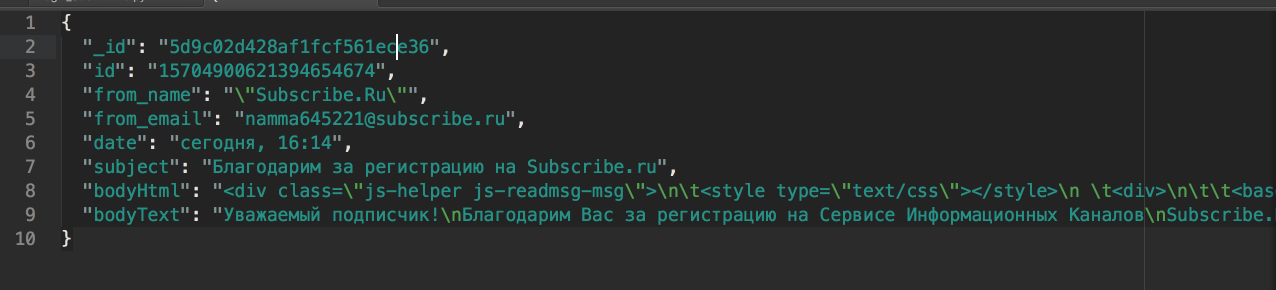 1 {
2 "_id": "5d9c02d428af1fcf561ece36",
3 "id": "15704900621394654674",
4 "from_name": "\"Subscribe.Ru\"",
5 "from_email": "namma645221@subscribe.ru",
6 "date": "сегодня, 16:14",
7 "subject": "Благодарим за регистрацию на Subscribe.ru",
8 "bodyHtml": "<div class=\"js-helper js-readmsg-msg\">\n\t<style type=\"text/css\"></style>\n \t<div>\n\t\t<bas
9 "bodyText": "Уважаемый подписчик!\nБлагодарим Вас за регистрацию на Сервисе Информационных Каналов\nSubscribe.
10 }